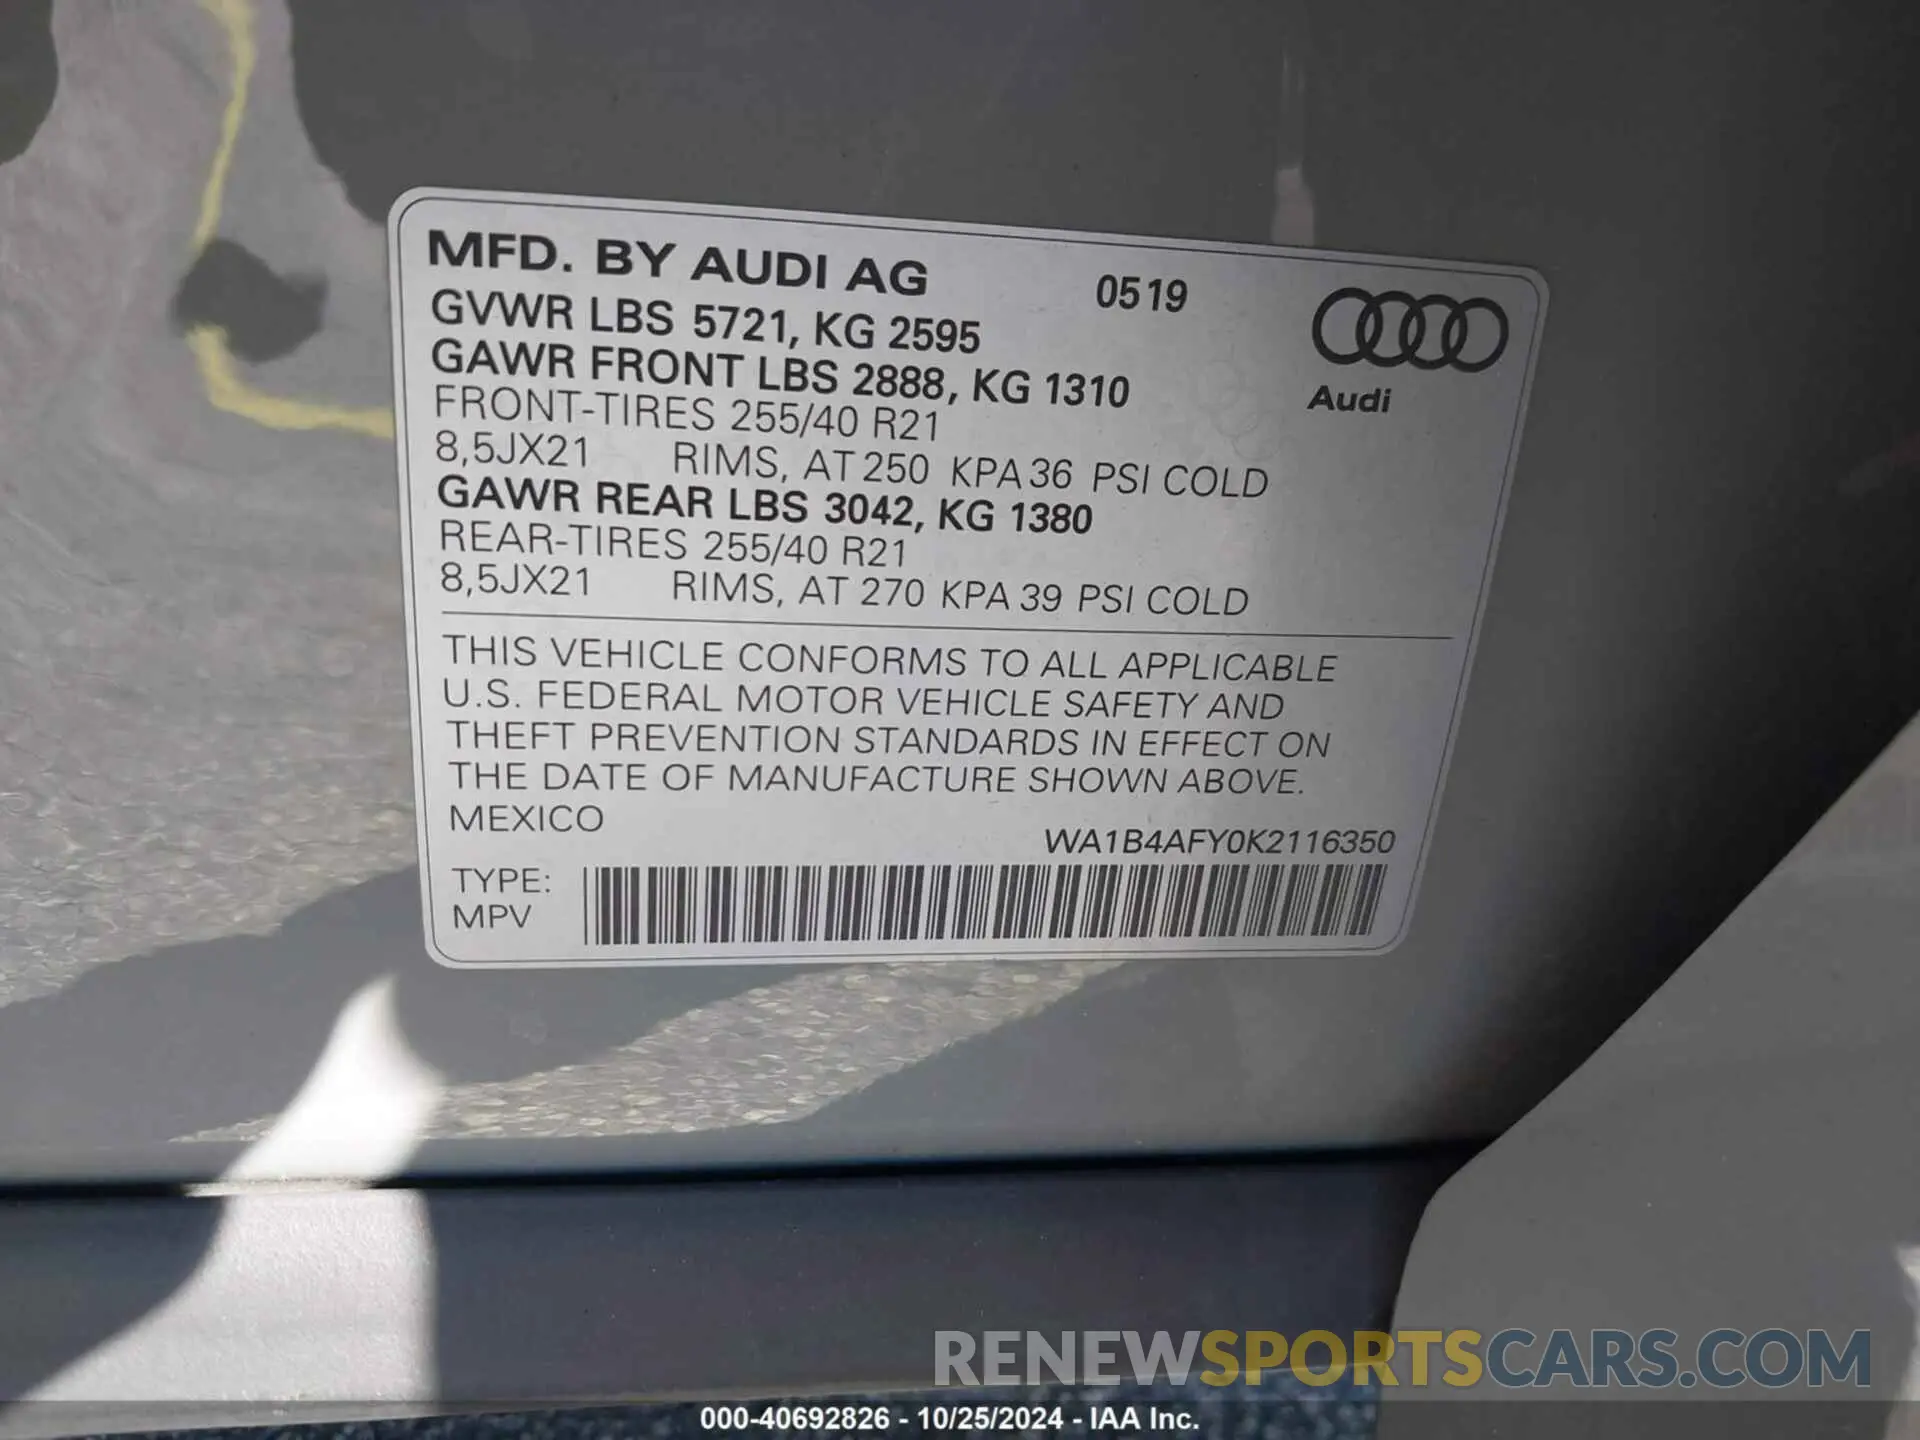 MFD. BY AUDI AG 0519
GVWR LBS 5721, KG 2595
GAWR FRONT LBS 2888, KG 1310
Audi
FRONT-TIRES 255/40 R21
8,5JX21 RIMS, AT 250 KPA 36 PSI COLD
GAWR REAR LBS 3042, KG 1380
REAR-TIRES 255/40 R21
8,5JX21 RIMS, AT 270 KPA 39 PSI COLD
THIS VEHICLE CONFORMS TO ALL APPLICABLE
U.S. FEDERAL MOTOR VEHICLE SAFETY AND
THEFT PREVENTION STANDARDS IN EFFECT ON
THE DATE OF MANUFACTURE SHOWN ABOVE.
MEXICO
WA1B4AFY0K2116350
TYPE:
MPV
RENEWSPORTSCARS.COM
000-40692826 - 10/25/2024 - IAA Inc.